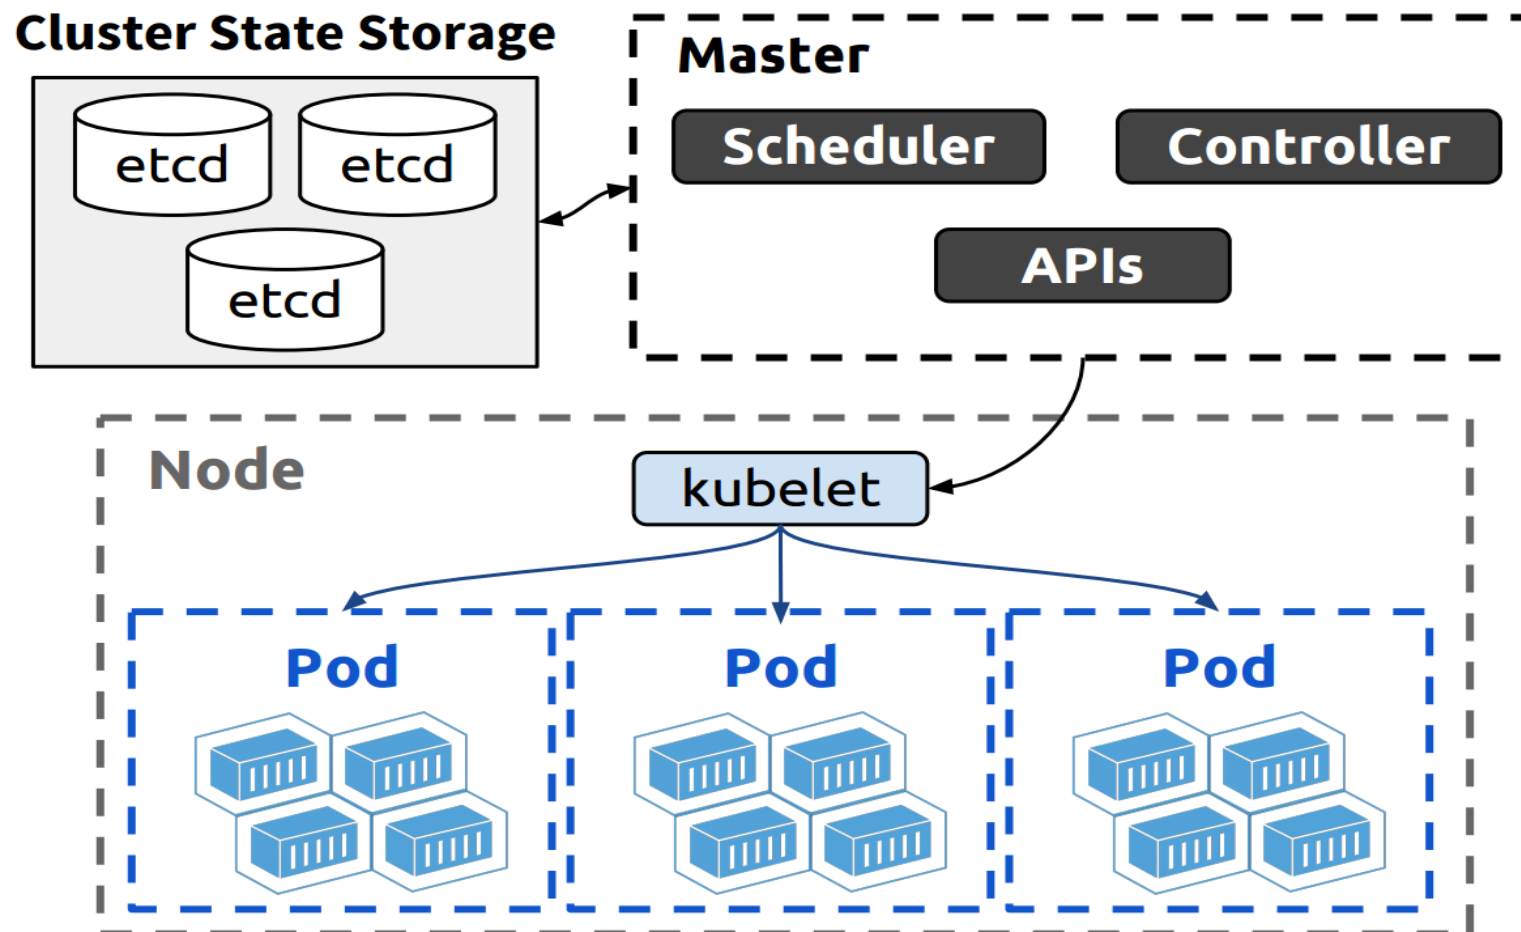 Cluster State Storage
etcd
etcd
etcd
Master
Scheduler
Controller
APIs
Node
kubelet
Pod
Pod
Pod